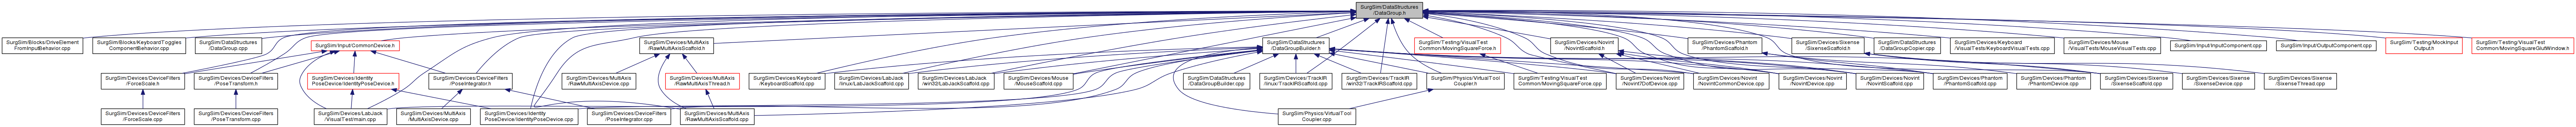 SurgSim/DataStructures
/DataGroup.h
SurgSim/Blocks/DriveElement
FromInputBehavior.cpp
SurgSim/Blocks/KeyboardToggles
ComponentBehavior.cpp
SurgSim/DataStructures
/DataGroup.cpp
SurgSim/Input/CommonDevice.h
SurgSim/Devices/MultiAxis
/RawMultiAxisScaffold.h
SurgSim/DataStructures
/DataGroupBuilder.h
SurgSim/Testing/VisualTest
Common/MovingSquareForce.h
SurgSim/Devices/Novint
/NovintScaffold.h
SurgSim/Devices/Phantom
/PhantomScaffold.h
SurgSim/Devices/Sixense
/SixenseScaffold.h
SurgSim/DataStructures
/DataGroupCopier.cpp
SurgSim/Devices/Keyboard
/VisualTests/KeyboardVisualTests.cpp
SurgSim/Devices/Mouse
/VisualTests/MouseVisualTests.cpp
SurgSim/Input/InputComponent.cpp
SurgSim/Input/OutputComponent.cpp
SurgSim/Testing/MockInput
Output.h
SurgSim/Testing/VisualTest
Common/MovingSquareGlutWindow.h
SurgSim/Devices/DeviceFilters
/ForceScale.h
SurgSim/Devices/DeviceFilters
/PoseTransform.h
SurgSim/Devices/Identity
PoseDevice/IdentityPoseDevice.h
SurgSim/Devices/DeviceFilters
/PoseIntegrator.h
SurgSim/Devices/MultiAxis
/RawMultiAxisDevice.cpp
SurgSim/Devices/MultiAxis
/RawMultiAxisThread.h
SurgSim/Devices/Keyboard
/KeyboardScaffold.cpp
SurgSim/Devices/LabJack
/linux/LabJackScaffold.cpp
SurgSim/Devices/LabJack
/win32/LabJackScaffold.cpp
SurgSim/Devices/Mouse
/MouseScaffold.cpp
SurgSim/DataStructures
/DataGroupBuilder.cpp
SurgSim/Devices/TrackIR
/linux/TrackIRScaffold.cpp
SurgSim/Devices/TrackIR
/win32/TrackIRScaffold.cpp
SurgSim/Physics/VirtualTool
Coupler.h
SurgSim/Testing/VisualTest
Common/MovingSquareForce.cpp
SurgSim/Devices/Novint
/Novint7DofDevice.cpp
SurgSim/Devices/Novint
/NovintCommonDevice.cpp
SurgSim/Devices/Novint
/NovintDevice.cpp
SurgSim/Devices/Novint
/NovintScaffold.cpp
SurgSim/Devices/Phantom
/PhantomScaffold.cpp
SurgSim/Devices/Phantom
/PhantomDevice.cpp
SurgSim/Devices/Sixense
/SixenseScaffold.cpp
SurgSim/Devices/Sixense
/SixenseDevice.cpp
SurgSim/Devices/Sixense
/SixenseThread.cpp
SurgSim/Devices/DeviceFilters
/ForceScale.cpp
SurgSim/Devices/DeviceFilters
/PoseTransform.cpp
SurgSim/Devices/LabJack
/VisualTest/main.cpp
SurgSim/Devices/MultiAxis
/MultiAxisDevice.cpp
SurgSim/Devices/Identity
PoseDevice/IdentityPoseDevice.cpp
SurgSim/Devices/DeviceFilters
/PoseIntegrator.cpp
SurgSim/Devices/MultiAxis
/RawMultiAxisScaffold.cpp
SurgSim/Physics/VirtualTool
Coupler.cpp